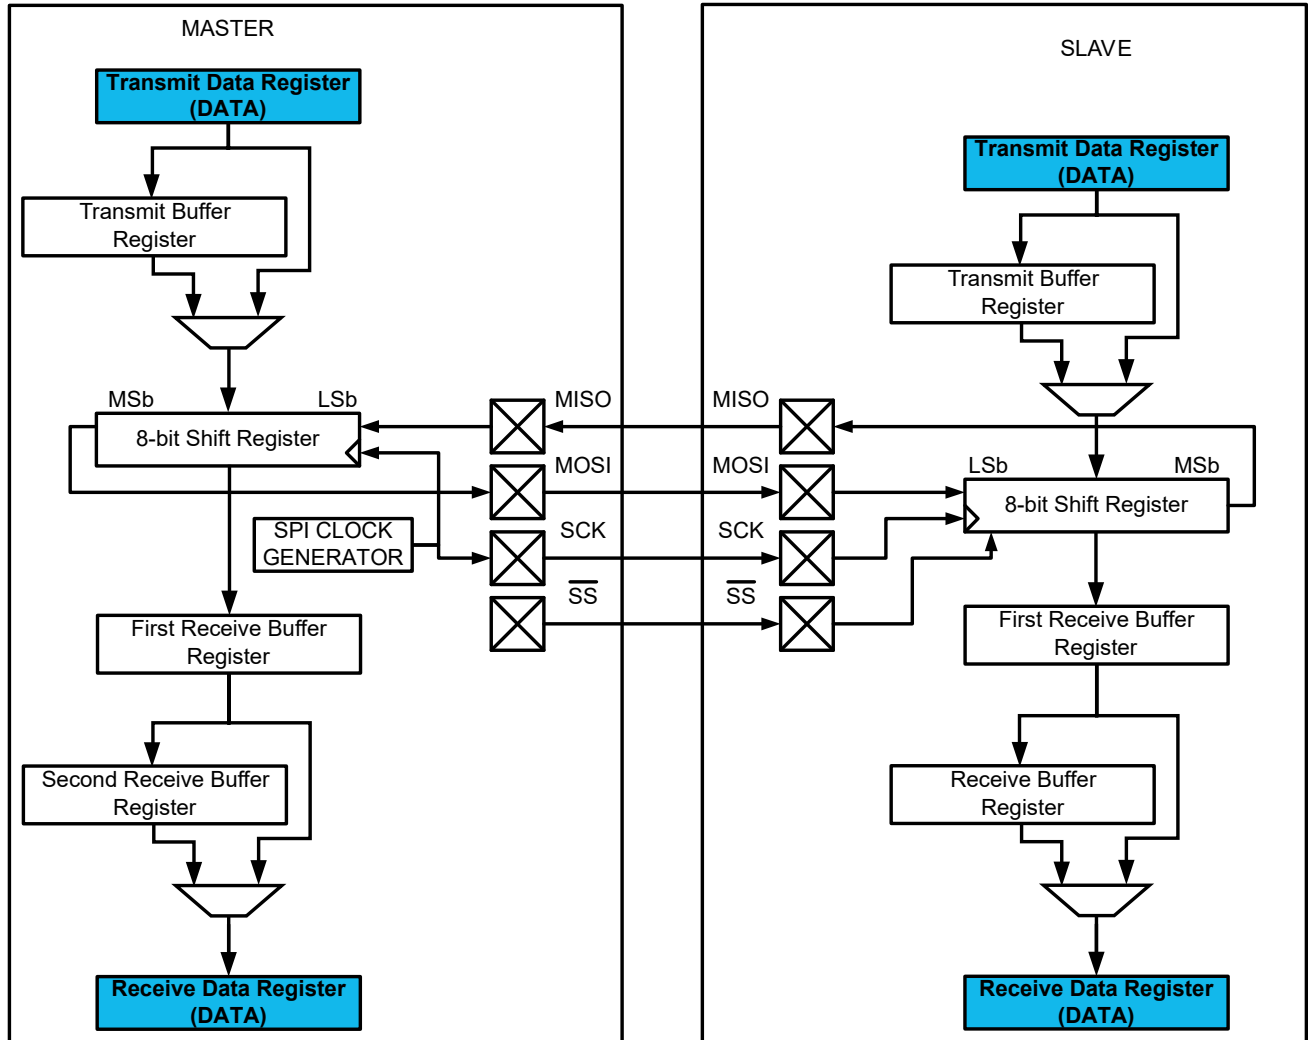 MASTER
Transmit Data Register
(DATA)
Transmit Buffer
Register
MSb
LSb
8-bit Shift Register
SPI CLOCK
GENERATOR
First Receive Buffer
Register
Second Receive Buffer
Register
Receive Data Register
(DATA)
MISO
MOSI
SCK
SS
MISO
MOSI
SCK
SS
SLAVE
Transmit Data Register
(DATA)
Transmit Buffer
Register
LSb
MSb
8-bit Shift Register
First Receive Buffer
Register
Receive Buffer
Register
Receive Data Register
(DATA)